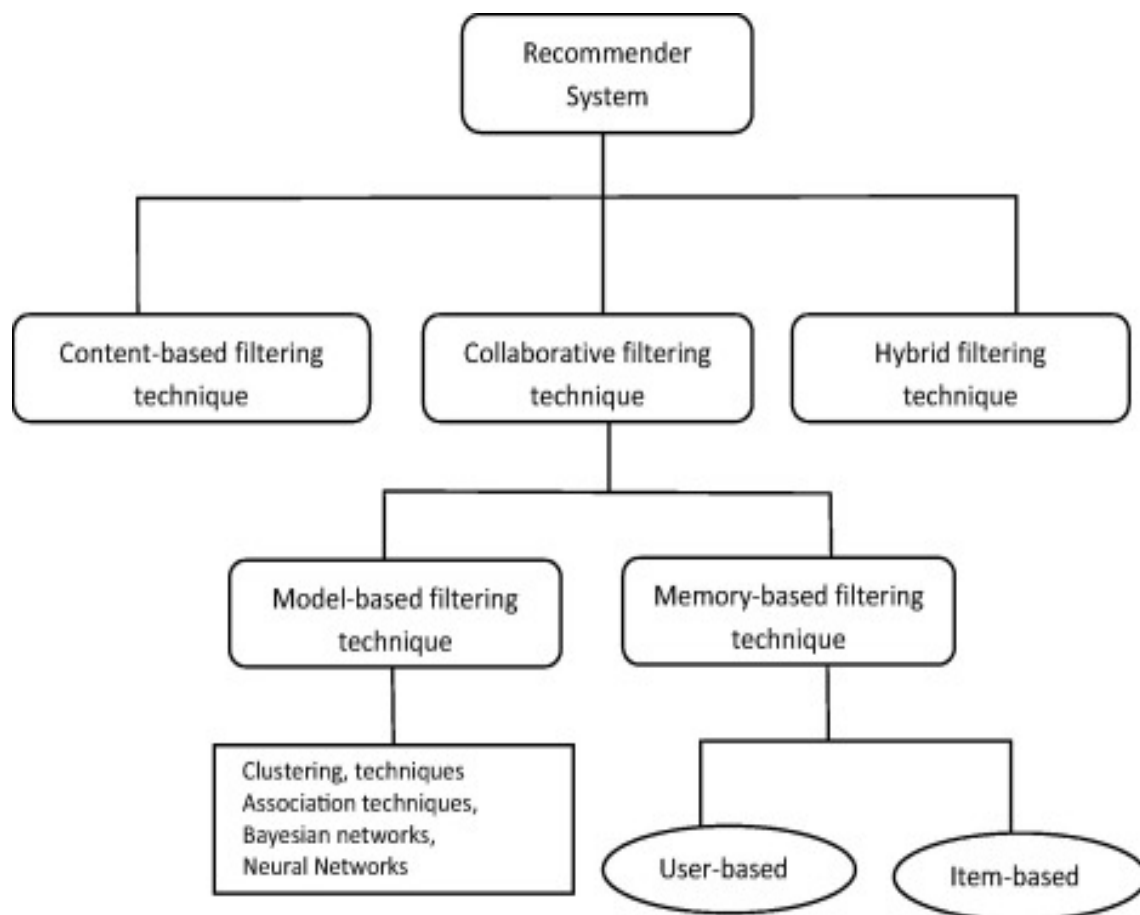 Recommender
System
Content-based filtering
technique
Collaborative filtering
technique
Hybrid filtering
technique
Model-based filtering
technique
Memory-based filtering
technique
Clustering, techniques
Association techniques,
Bayesian networks,
Neural Networks
User-based
Item-based